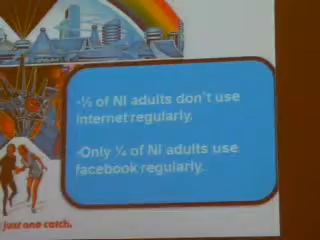 ·½ of NI adults don't use
internet regularly.
·Only ¼ of NI adults use
facebook regularly.
just one catch.